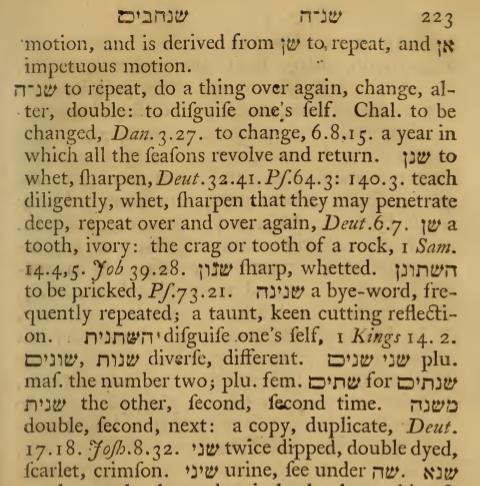 שנהבים שנ-ה 223
motion, and is derived from שן to repeat, and אן
impetuous motion.
שנ-ה to repeat, do a thing over again, change, al-
ter, double: to diſguiſe one's ſelf. Chal. to be
changed, Dan. 3.27. to change, 6.8.15. a year in
which all the ſeaſons revolve and return. שנן to
whet, ſharpen, Deut. 32.41. Pſ. 64.3: 140.3. teach
diligently, whet, ſharpen that they may penetrate
deep, repeat over and over again, Deut. 6.7. שן a
tooth, ivory: the crag or tooth of a rock, 1 Sam.
14.4,5. Job 39.28. שנון ſharp, whetted. השתונן
to be pricked, Pſ. 73.21. שנינה a bye-word, fre-
quently repeated; a taunt, keen cutting reflecti-
on. השתנית diſguiſe one's ſelf, 1 Kings 14. 2.
שונים, שנות diverſe, different. שני שנים plu.
maſ. the number two; plu. fem. שתים for שנתים
שנית the other, ſecond, ſecond time. משנה
double, ſecond, next: a copy, duplicate, Deut.
17.18. Joſh. 8.32. שני twice dipped, double dyed,
ſcarlet, crimſon. שיני urine, ſee under שה. שנא